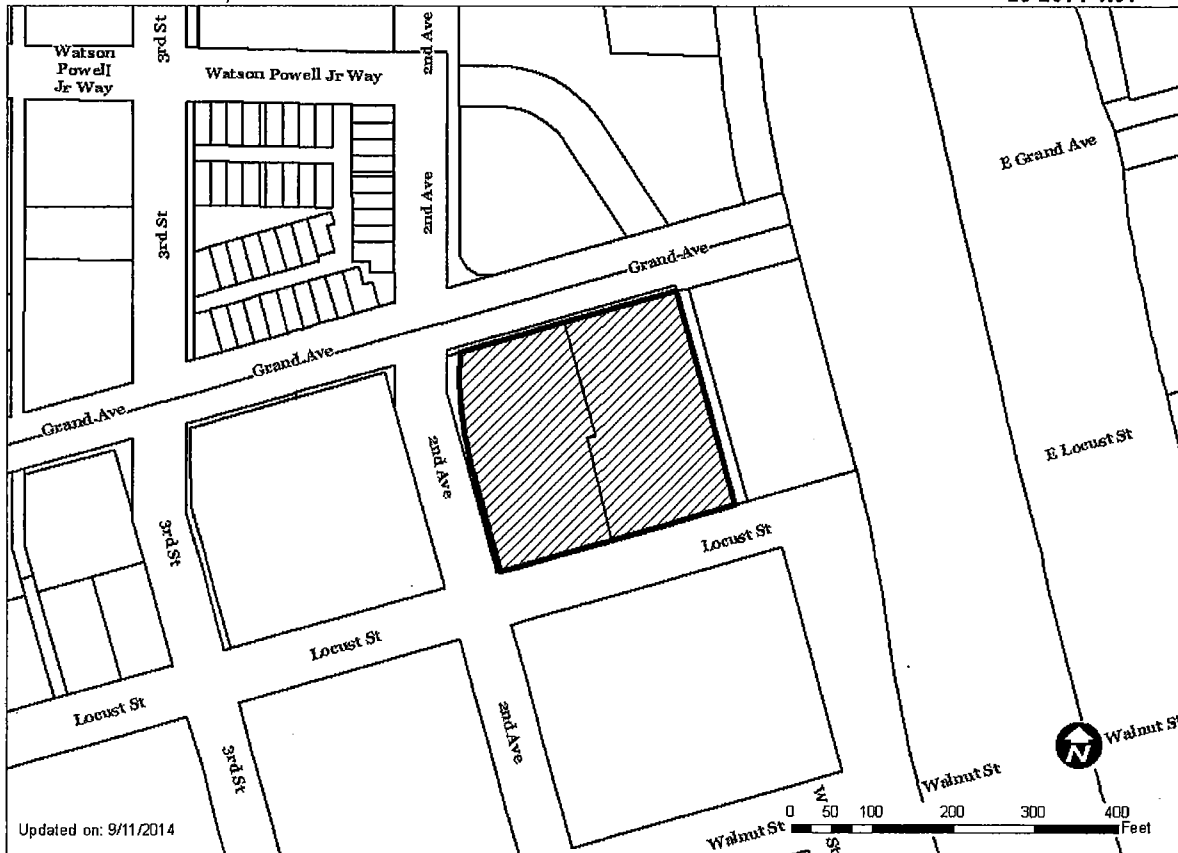 3rd St
2nd Ave
Watson
Powell
Jr Way
Watson Powell Jr Way
E Grand Ave
2nd Ave
3rd St
Grand Ave
Grand Ave
Grand Ave
2nd Ave
E Locust St
3rd St
Locust St
Locust St
Locust St
2nd Ave
3rd St
Walnut St
Walnut St
Walnut St
W
St
0 50 100 200 300 400
Feet
N
Updated on: 9/11/2014